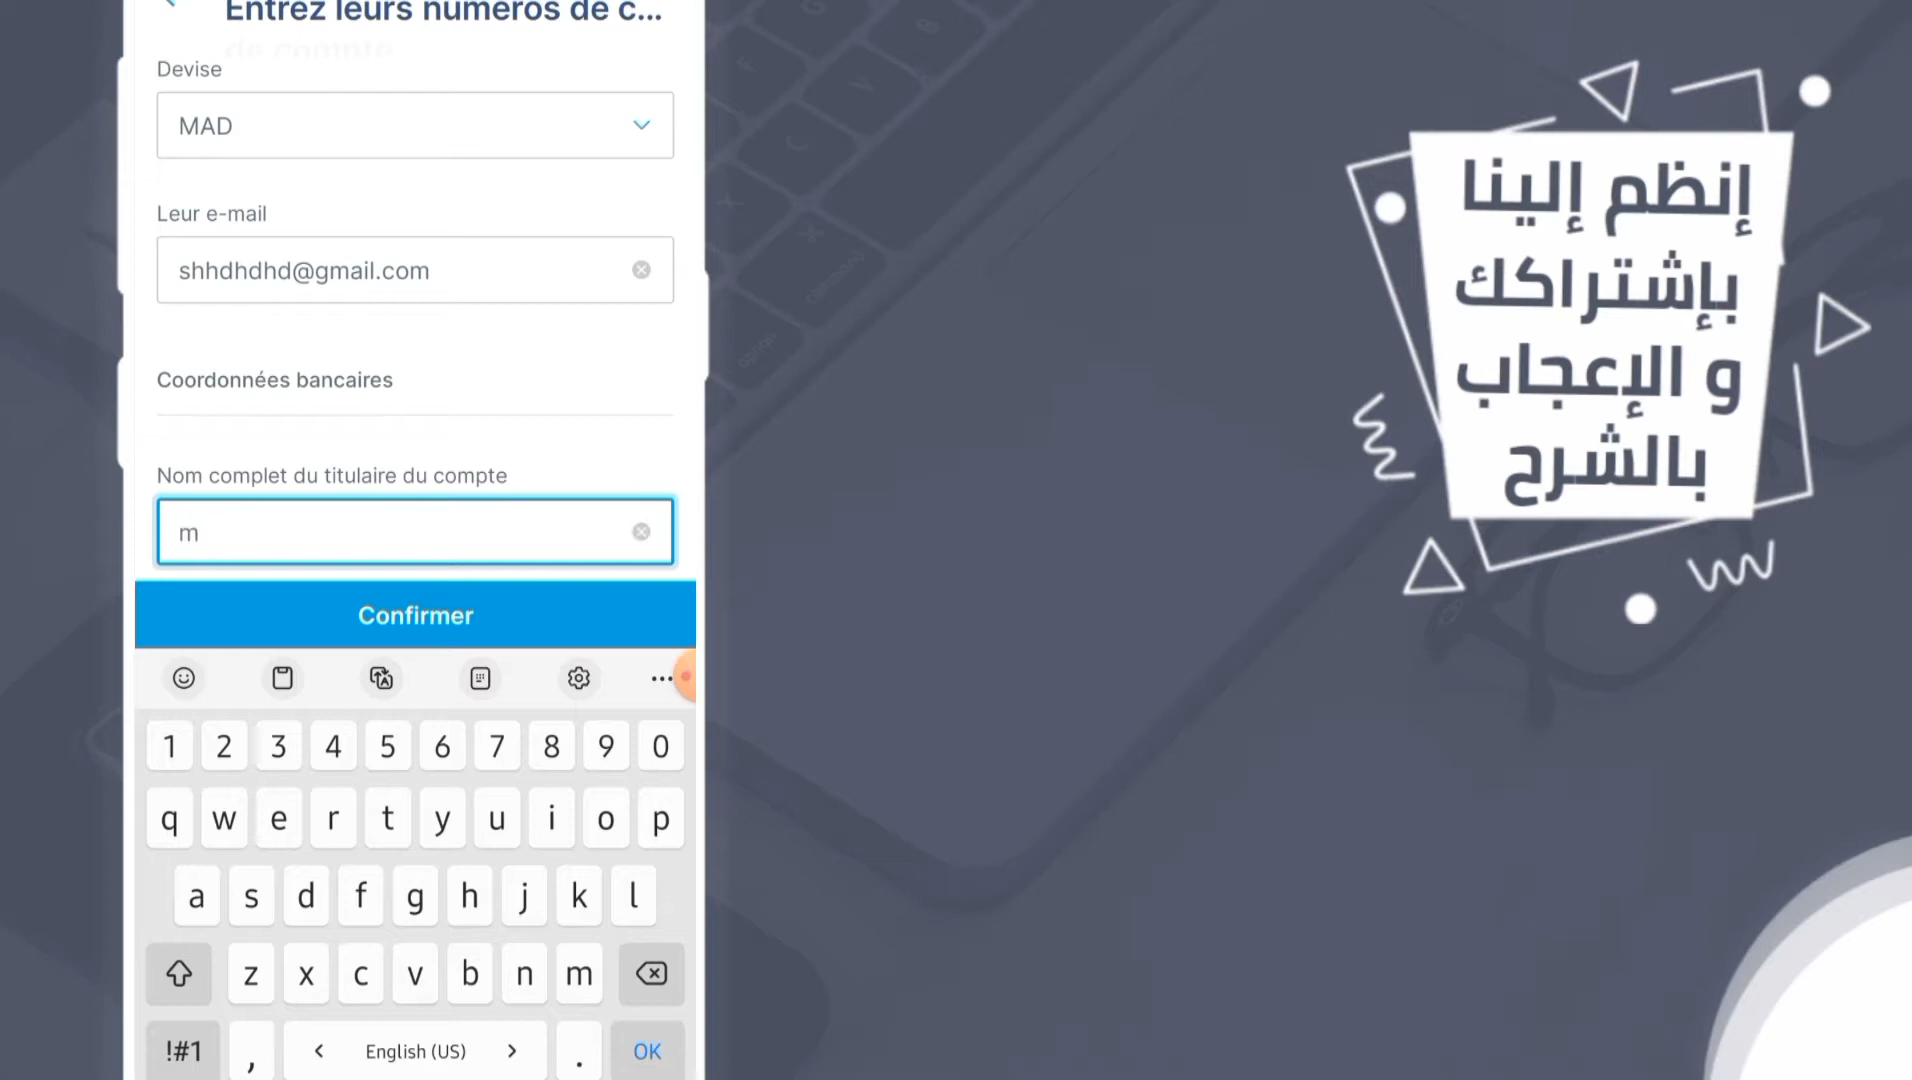 Entrez leurs numéros de c...
de compte
Devise
MAD
Leur e-mail
shhdhdhd@gmail.com
Coordonnées bancaires
Nom complet du titulaire du compte
m
Confirmer
1 2 3 4 5 6 7 8 9 0
q w e r t y u i o p
a s d f g h j k l
z x c v b n m
!#1 , < English (US) > . OK
إنظم إلينا
بإشتراكك
و الإعجاب
بالشرح